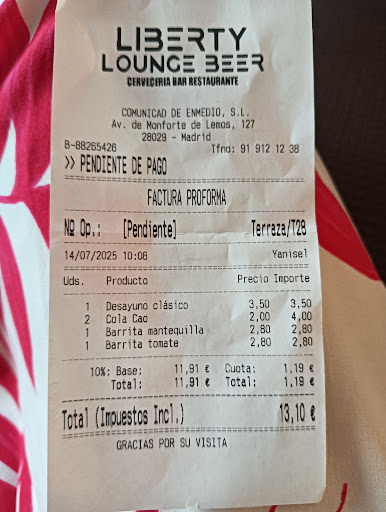 LIBERTY
LOUNGE BEER
CERVECERIA BAR RESTAURANTE
COMUNICAD DE ENMEDIO, S.L.
Av. de Monforte de Lemos, 127
28029 - Madrid
8-88265426 Tfno: 91 912 12 38
>> PENDIENTE DE PAGO
FACTURA PROFORMA
NQ Op.: [Pendiente] Terraza/T28
14/07/2025 10:06 Yanisel
Uds. Producto Precio Importe
1 Desayuno clásico 3,50 3,50
2 Cola Cao 2,00 4,00
1 Barrita mantequilla 2,80 2,80
1 Barrita tomate 2,80 2,80
10%: Base: 11,91 € Cuota: 1,19 €
Total: 11,91 € Total: 1,19 €
Total (Impuestos Incl.) 13,10 €
GRACIAS POR SU VISITA